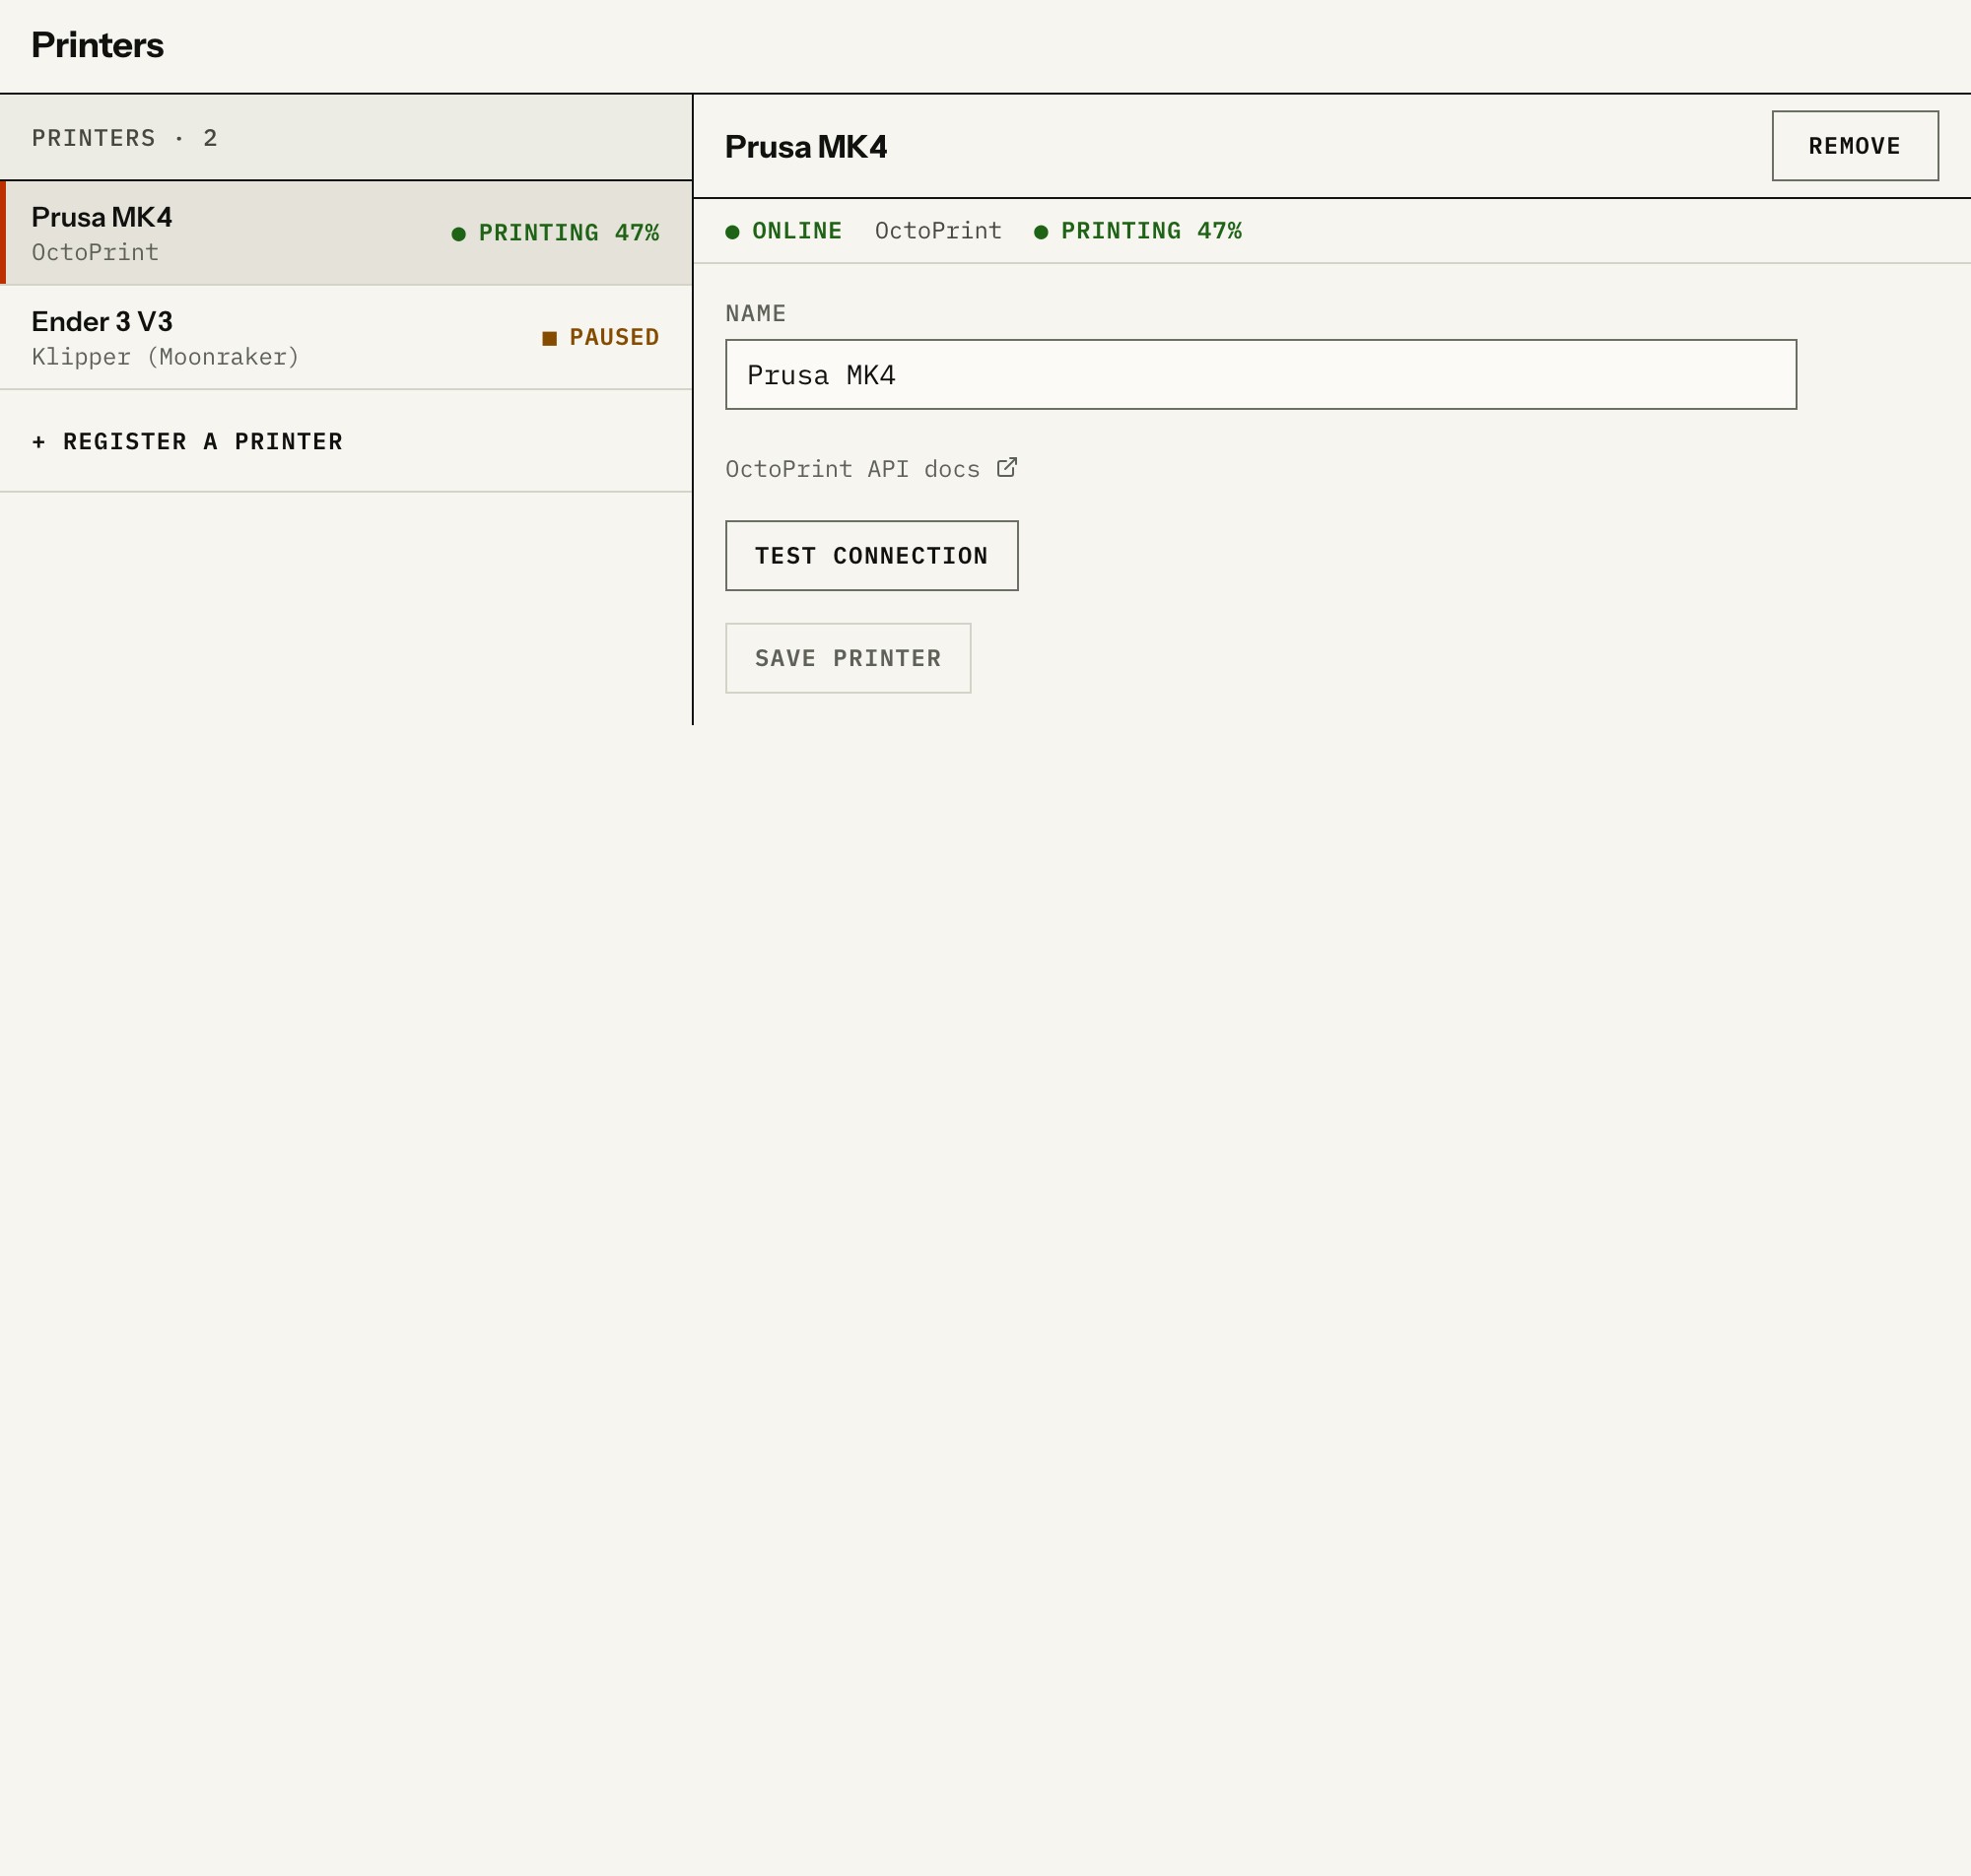 Printers
PRINTERS · 2
Prusa MK4
OctoPrint
● PRINTING 47%
Ender 3 V3
Klipper (Moonraker)
■ PAUSED
+ REGISTER A PRINTER
Prusa MK4
REMOVE
● ONLINE OctoPrint ● PRINTING 47%
NAME
Prusa MK4
OctoPrint API docs
TEST CONNECTION
SAVE PRINTER